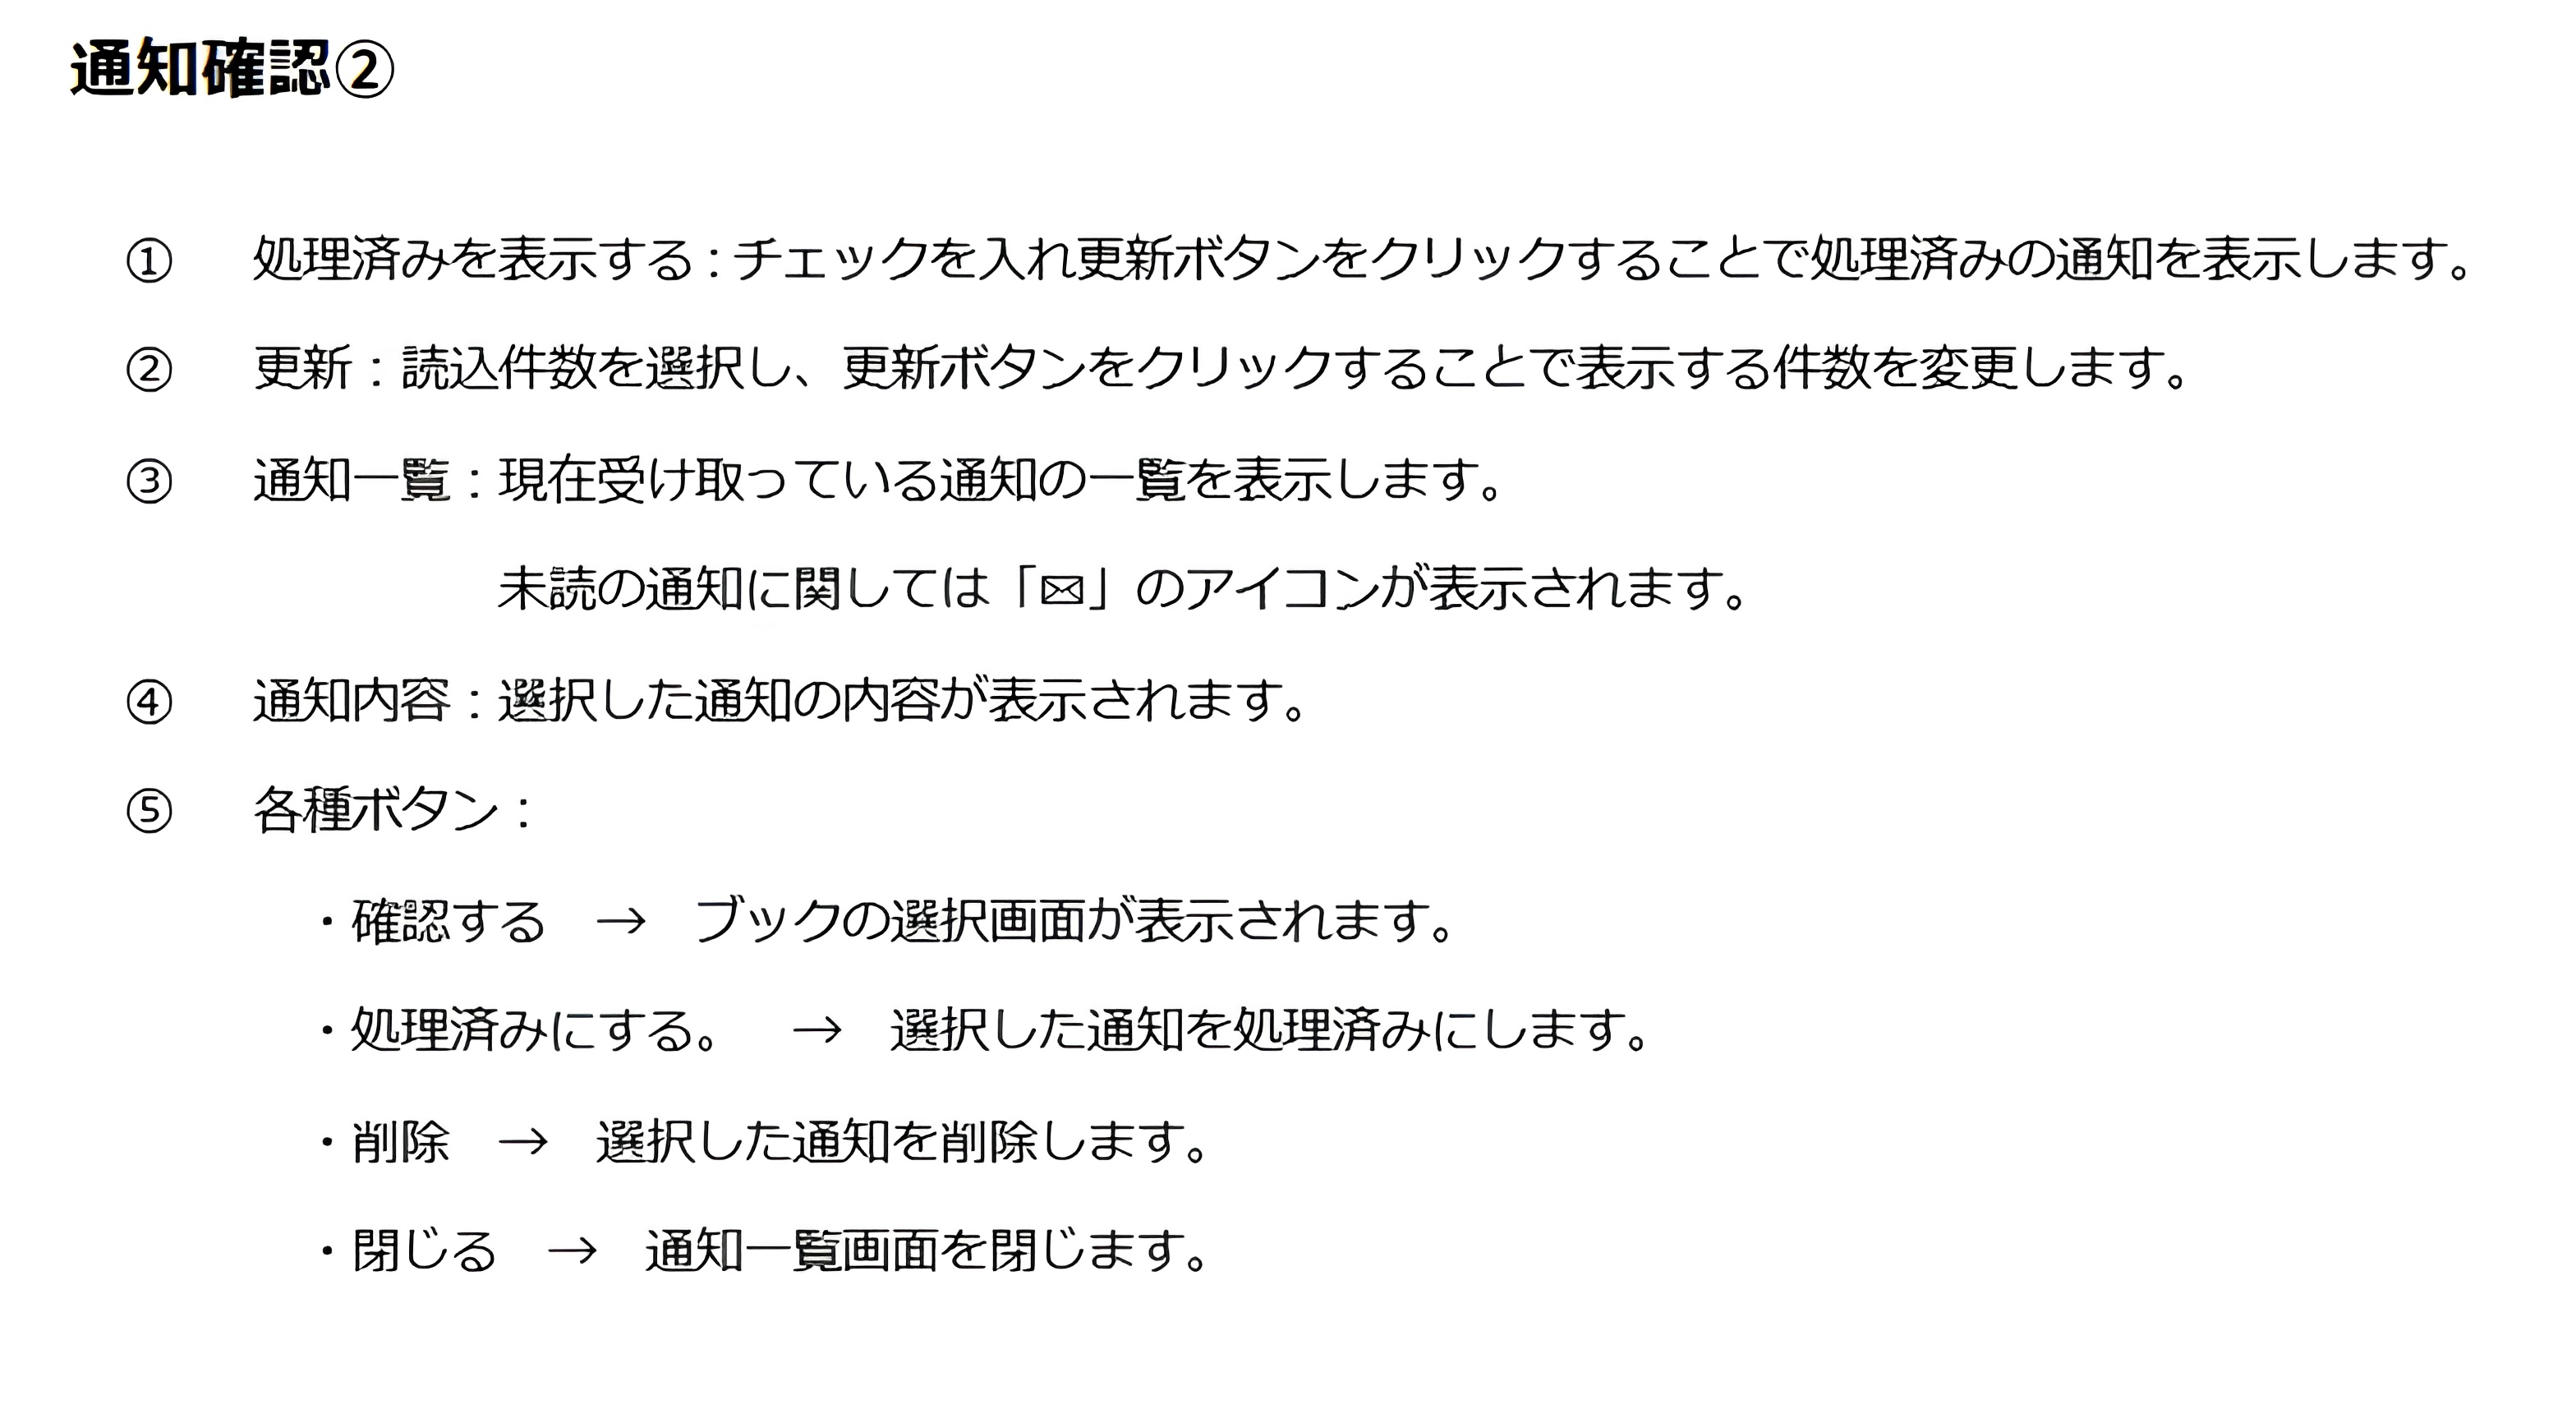 通知確認②
① 処理済みを表示する：チェックを入れ更新ボタンをクリックすることで処理済みの通知を表示します。
② 更新：読込件数を選択し、更新ボタンをクリックすることで表示する件数を変更します。
③ 通知一覧：現在受け取っている通知の一覧を表示します。
未読の通知に関しては「✉」のアイコンが表示されます。
④ 通知内容：選択した通知の内容が表示されます。
⑤ 各種ボタン：
・確認する　→　ブックの選択画面が表示されます。
・処理済みにする。　→　選択した通知を処理済みにします。
・削除　→　選択した通知を削除します。
・閉じる　→　通知一覧画面を閉じます。